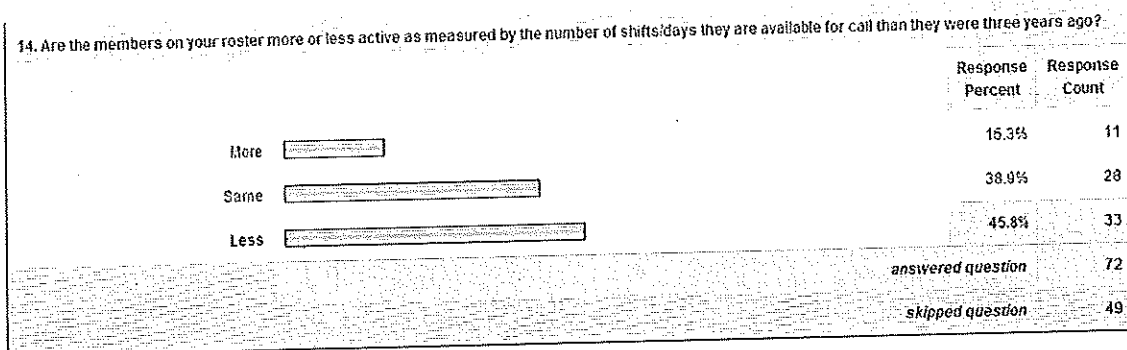 14. Are the members on your roster more or less active as measured by the number of shifts/days they are available for call than they were three years ago?
Response Response
Percent Count
More 15.3% 11
Same 38.9% 28
Less 45.8% 33
answered question 72
skipped question 49